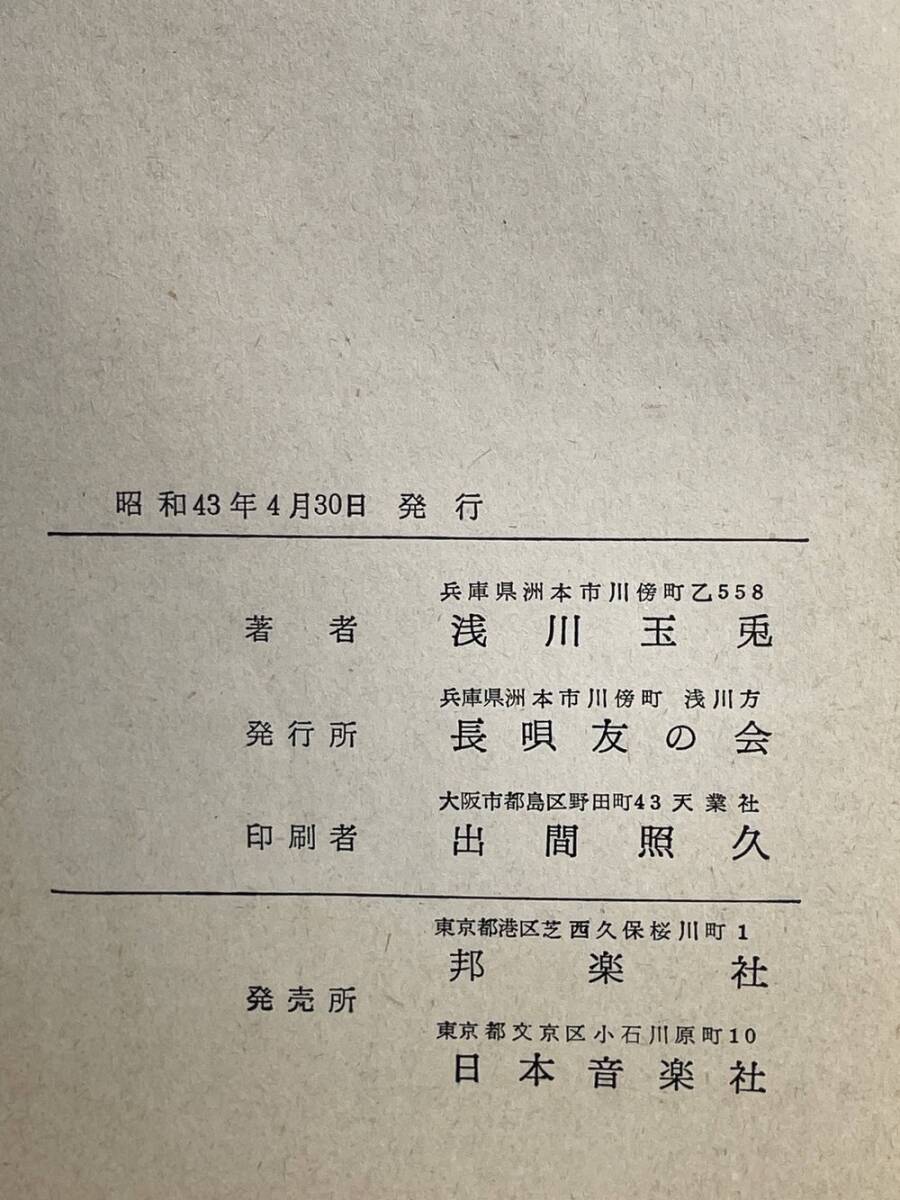 昭和43年4月30日 発行
兵庫県洲本市川傍町乙558
著者 浅川玉兎
兵庫県洲本市川傍町 浅川方
発行所 長唄友の会
大阪市都島区野田町43 天業社
印刷者 出間照久
東京都港区芝西久保桜川町1
邦楽社
発売所
東京都文京区小石川原町10
日本音楽社